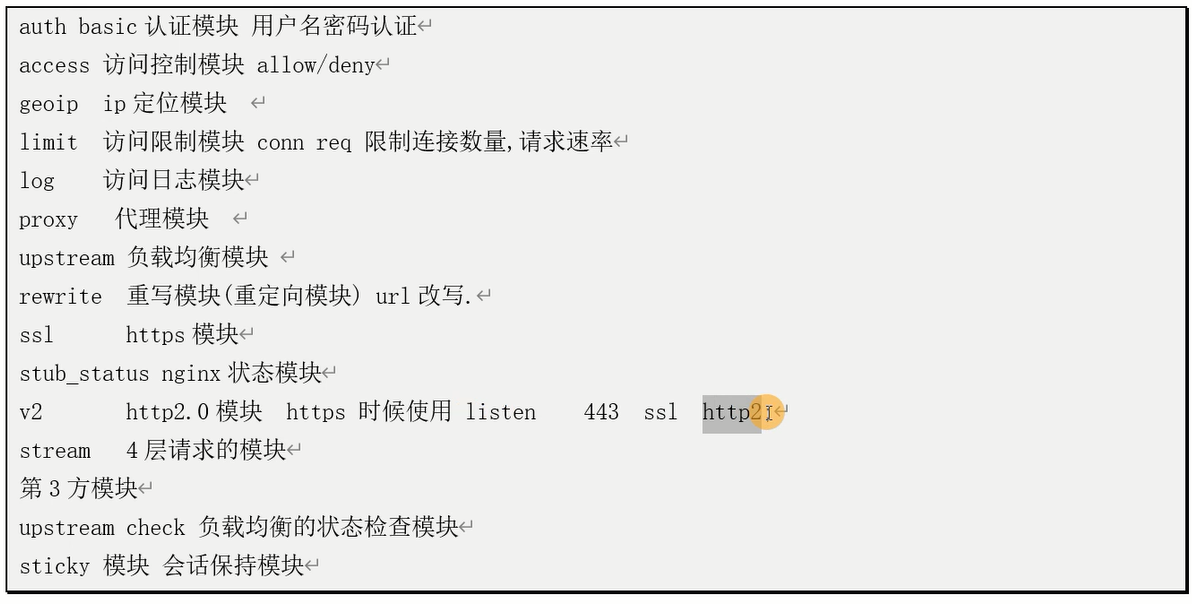 auth basic 认证模块 用户名密码认证
access 访问控制模块 allow/deny
geoip ip 定位模块
limit 访问限制模块 conn req 限制连接数量,请求速率
log 访问日志模块
proxy 代理模块
upstream 负载均衡模块
rewrite 重写模块(重定向模块) url 改写.
ssl https 模块
stub_status nginx 状态模块
v2 http2.0 模块 https 时候使用 listen 443 ssl http2;
stream 4 层请求的模块
第 3 方模块
upstream check 负载均衡的状态检查模块
sticky 模块 会话保持模块